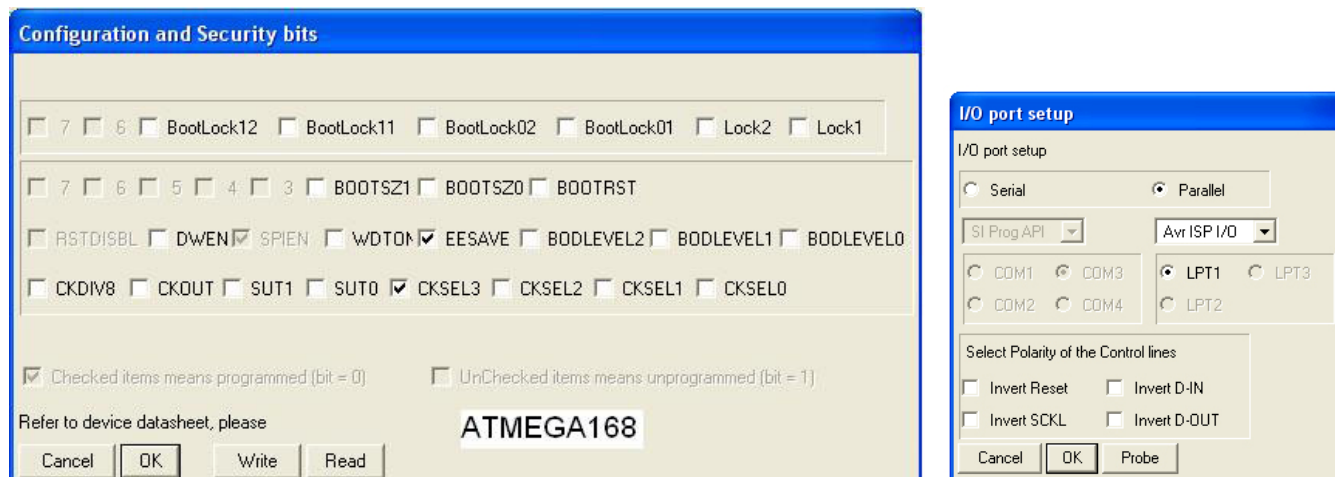 Configuration and Security bits
7 6 BootLock12 BootLock11 BootLock02 BootLock01 Lock2 Lock1
7 6 5 4 3 BOOTSZ1 BOOTSZ0 BOOTRST
RSTDISBL DWEN SPIEN WDTON EESAVE BODLEVEL2 BODLEVEL1 BODLEVEL0
CKDIV8 CKOUT SUT1 SUT0 CKSEL3 CKSEL2 CKSEL1 CKSEL0
Checked items means programmed (bit = 0) UnChecked items means unprogrammed (bit = 1)
Refer to device datasheet, please
ATMEGA168
Cancel OK Write Read
I/O port setup
I/O port setup
Serial Parallel
SI Prog API Avr ISP I/O
COM1 COM3 LPT1 LPT3
COM2 COM4 LPT2
Select Polarity of the Control lines
Invert Reset Invert D-IN
Invert SCKL Invert D-OUT
Cancel OK Probe